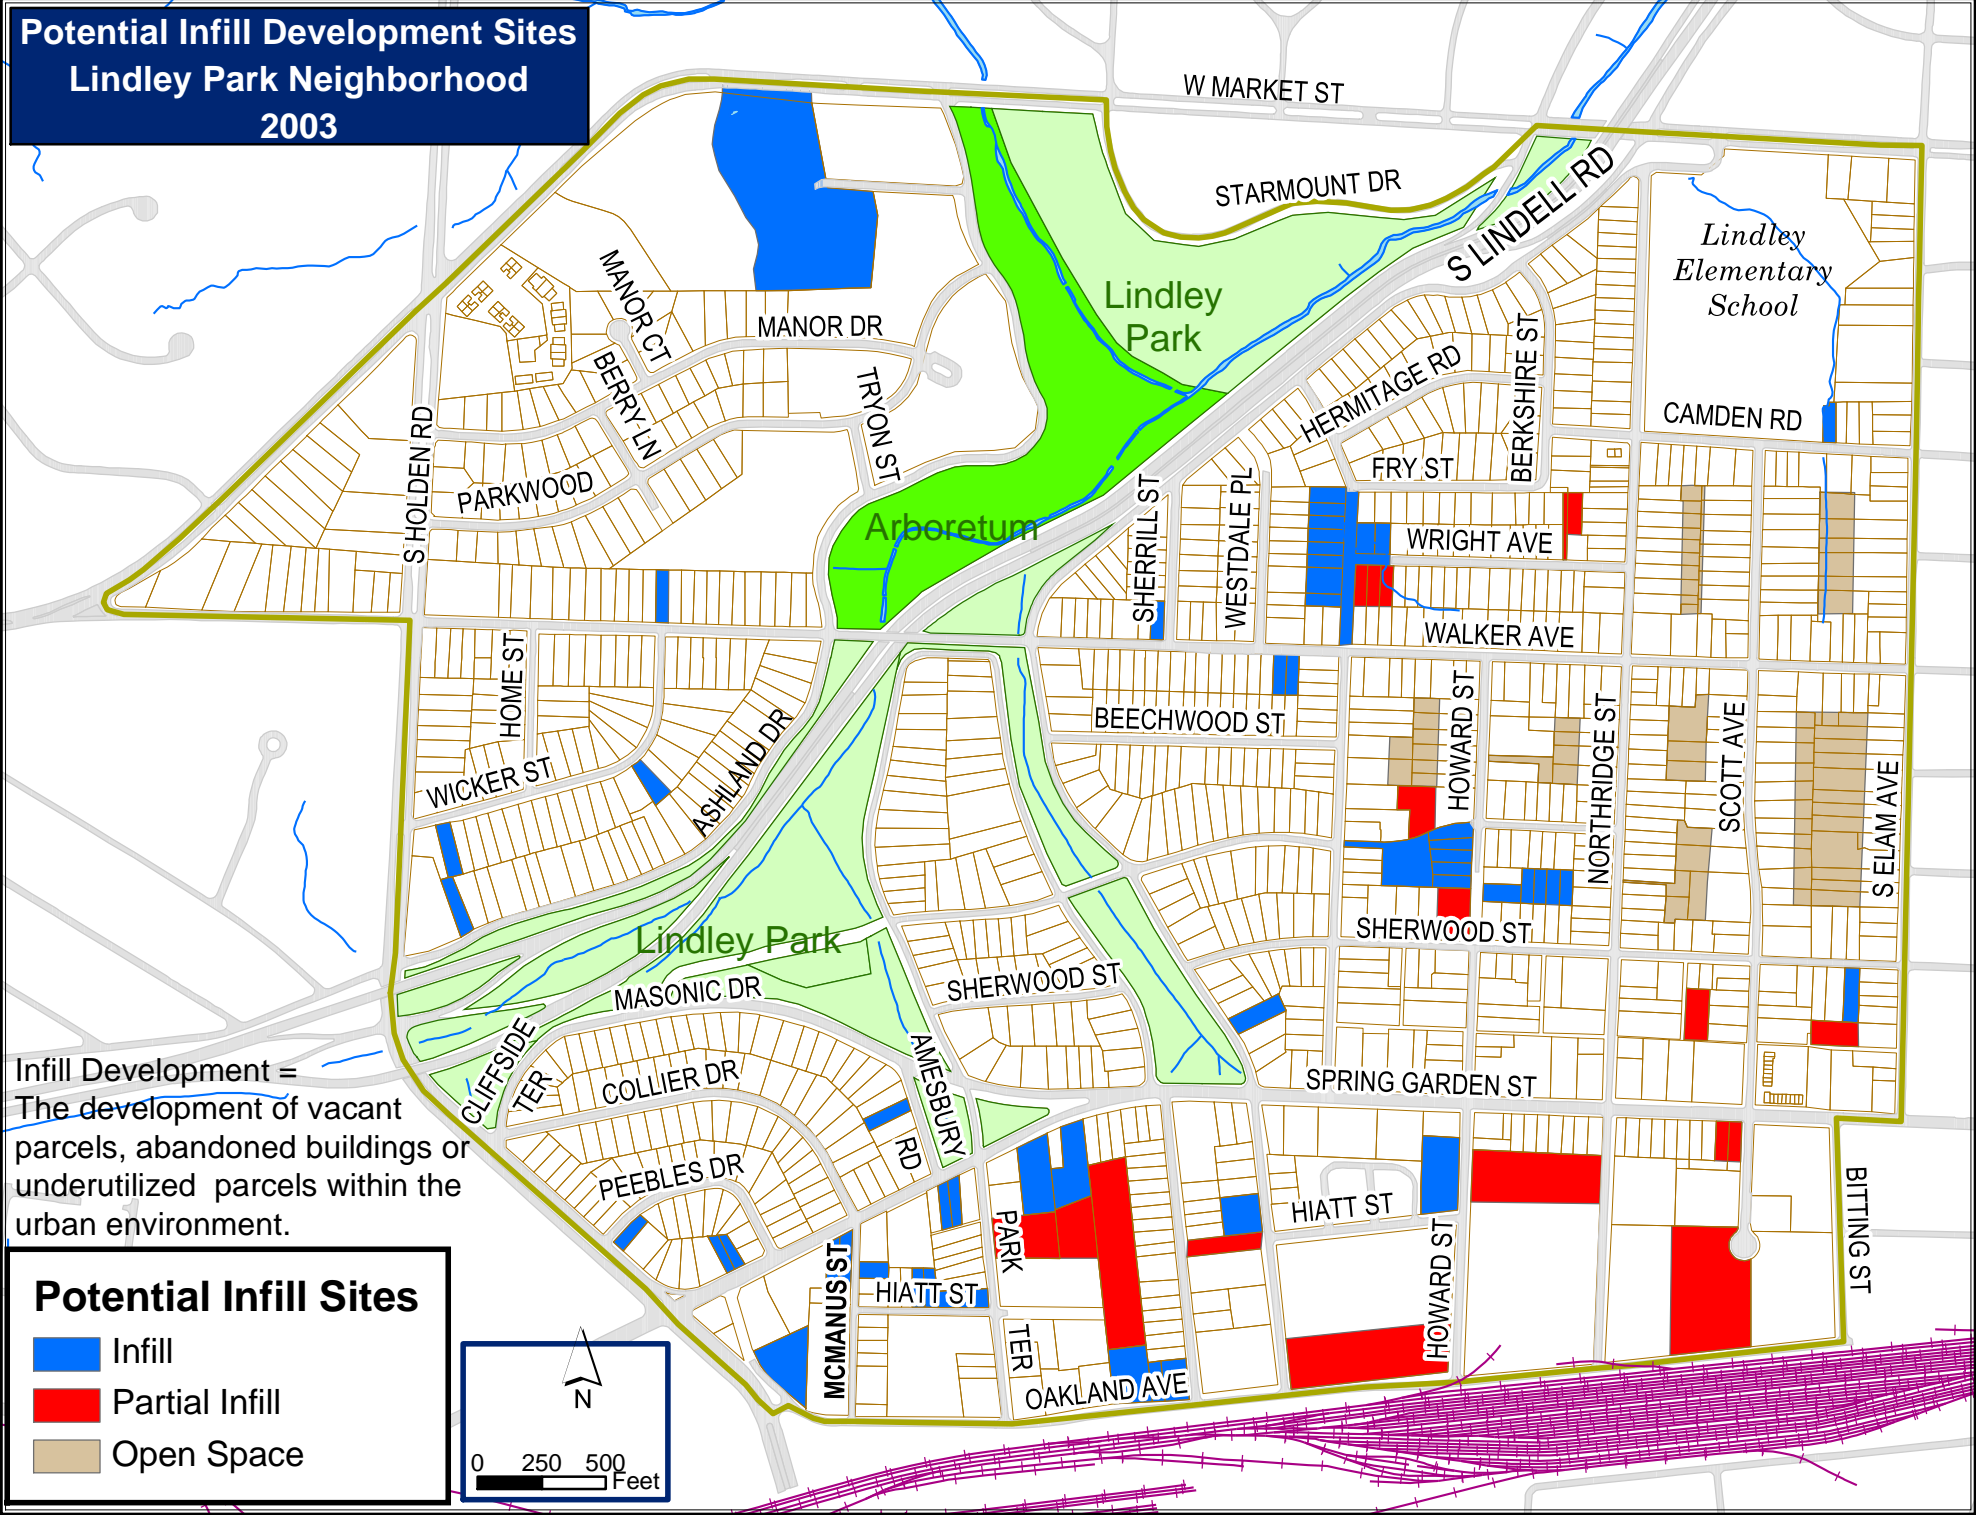 Potential Infill Development Sites
Lindley Park Neighborhood
2003
W MARKET ST
STARMOUNT DR
S LINDELL RD
Lindley
Elementary
School
MANOR CT
MANOR DR
Lindley
Park
BERRY LN
TRYON ST
HERMITAGE RD
BERKSHIRE ST
CAMDEN RD
S HOLDEN RD
PARKWOOD
FRY ST
Arboretum
SHERRILL ST
WESTDALE PL
WRIGHT AVE
WALKER AVE
HOME ST
BEECHWOOD ST
HOWARD ST
NORTHRIDGE ST
SCOTT AVE
S ELAM AVE
WICKER ST
ASHLAND DR
SHERWOOD ST
Lindley Park
MASONIC DR
SHERWOOD ST
CLIFFSIDE
TER
COLLIER DR
AMESBURY
RD
SPRING GARDEN ST
PEEBLES DR
PARK
TER
HIATT ST
HOWARD ST
BITTING ST
MCMANUS ST
HIATT ST
OAKLAND AVE
Infill Development =
The development of vacant
parcels, abandoned buildings or
underutilized parcels within the
urban environment.
Potential Infill Sites
Infill
Partial Infill
Open Space
N
0 250 500
Feet